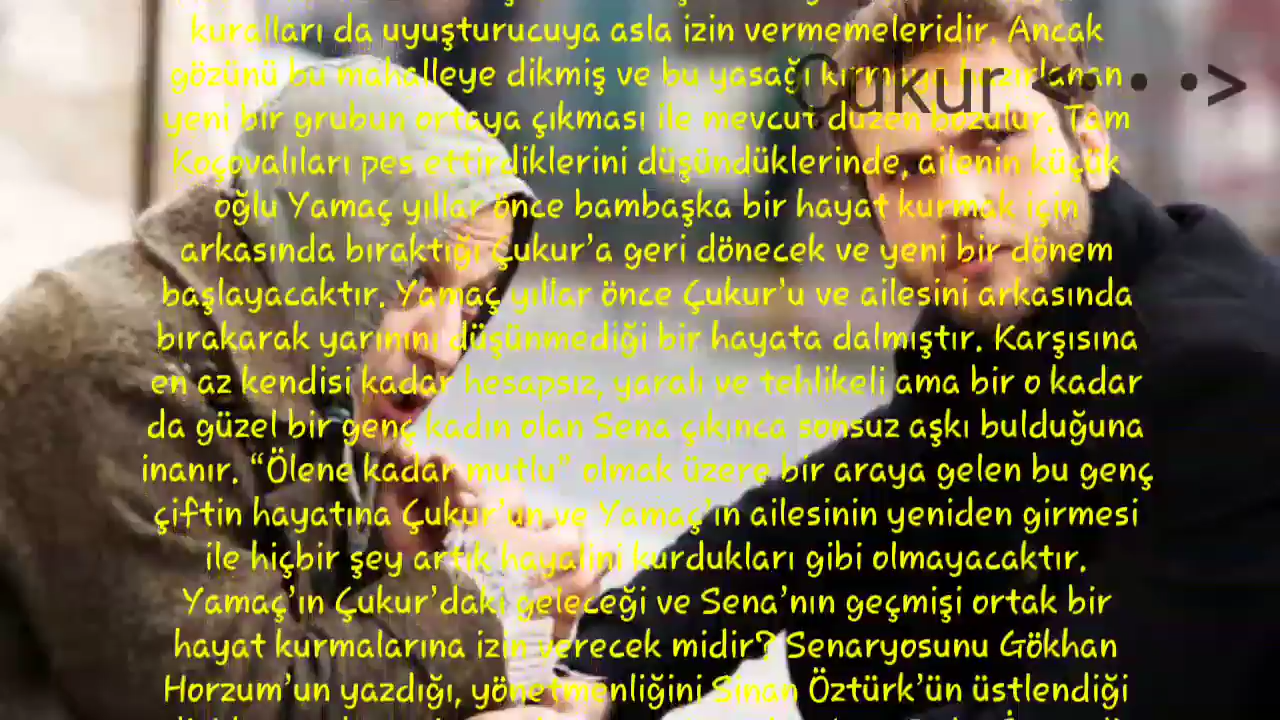 kuralları da uyuşturucuya asla izin vermemeleridir. Ancak
gözünü bu mahalleye dikmiş ve bu yasağı kırmaya hazırlanan
Çukur <• • •>
yeni bir grubun ortaya çıkması ile mevcut düzen bozulur. Tam
Koçovalıları pes ettirdiklerini düşündüklerinde, ailenin küçük
oğlu Yamaç yıllar önce bambaşka bir hayat kurmak için
arkasında bıraktığı Çukur’a geri dönecek ve yeni bir dönem
başlayacaktır. Yamaç yıllar önce Çukur’u ve ailesini arkasında
bırakarak yarınını düşünmediği bir hayata dalmıştır. Karşısına
en az kendisi kadar hesapsız, yaralı ve tehlikeli ama bir o kadar
da güzel bir genç kadın olan Sena çıkınca sonsuz aşkı bulduğuna
inanır. “Ölene kadar mutlu” olmak üzere bir araya gelen bu genç
çiftin hayatına Çukur’un ve Yamaç’ın ailesinin yeniden girmesi
ile hiçbir şey artık hayalini kurdukları gibi olmayacaktır.
Yamaç’ın Çukur’daki geleceği ve Sena’nın geçmişi ortak bir
hayat kurmalarına izin verecek midir? Senaryosunu Gökhan
Horzum’un yazdığı, yönetmenliğini Sinan Öztürk’ün üstlendiği